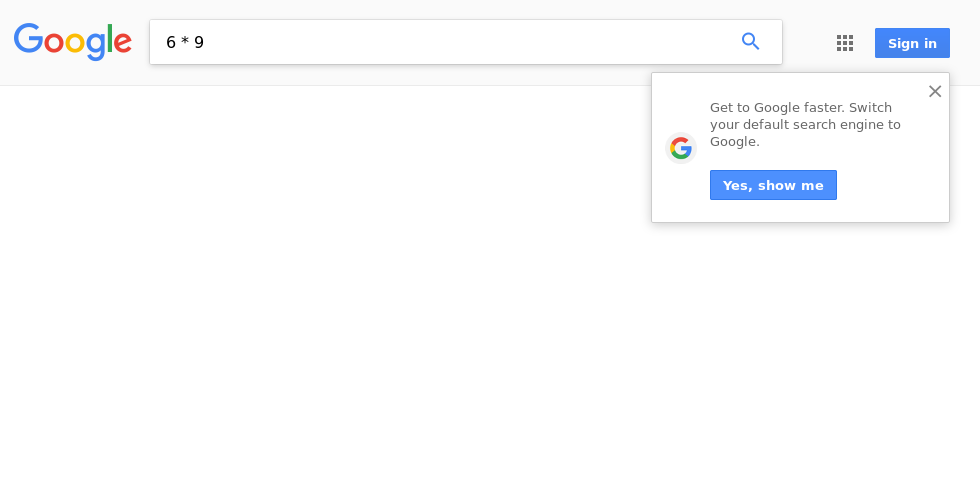 Google
6 * 9
Sign in
Get to Google faster. Switch
your default search engine to
Google.
Yes, show me